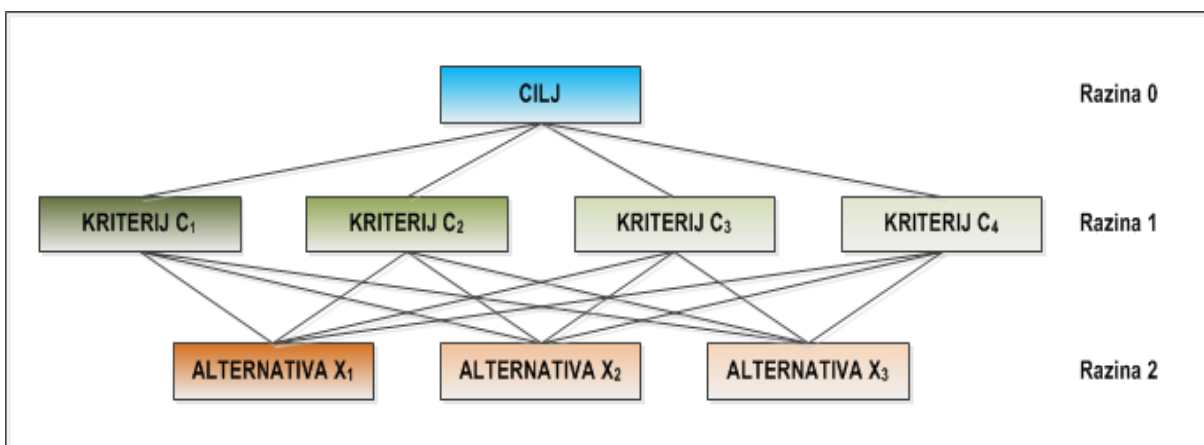 CILJ Razina 0
KRITERIJ C₁ KRITERIJ C₂ KRITERIJ C₃ KRITERIJ C₄ Razina 1
ALTERNATIVA X₁ ALTERNATIVA X₂ ALTERNATIVA X₃ Razina 2